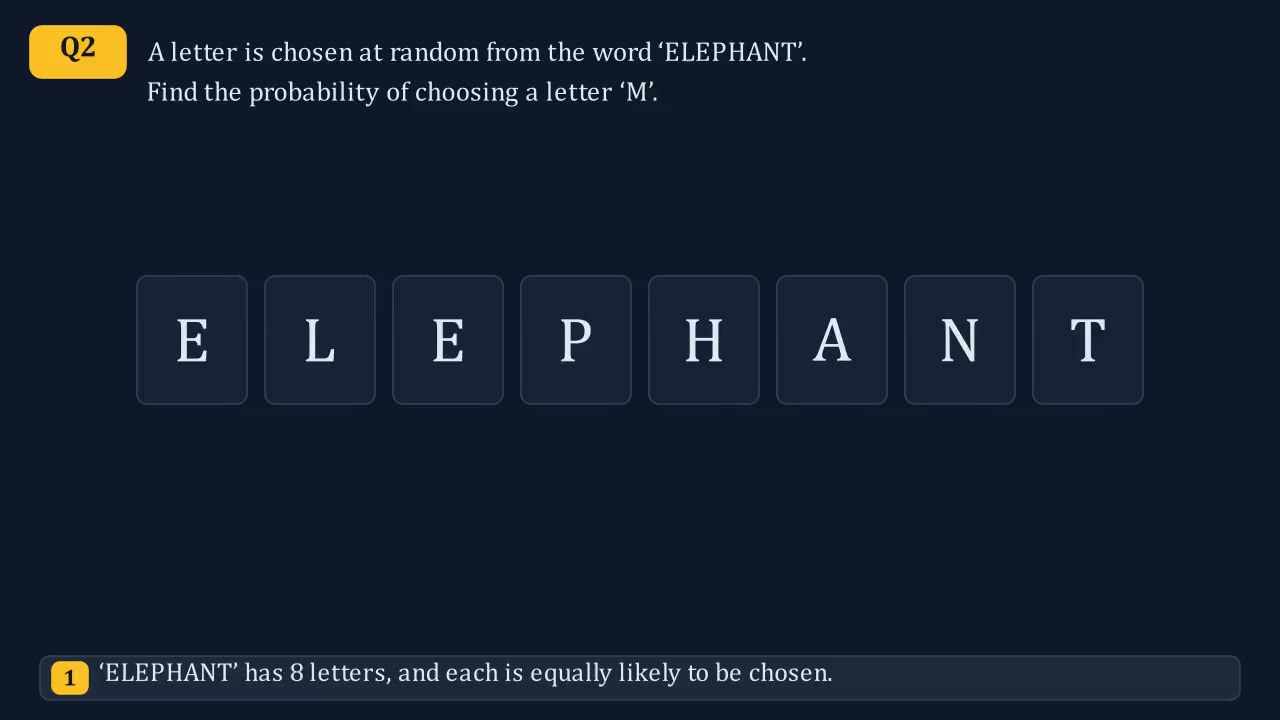 Q2
A letter is chosen at random from the word ‘ELEPHANT’.
Find the probability of choosing a letter ‘M’.
E L E P H A N T
1 ‘ELEPHANT’ has 8 letters, and each is equally likely to be chosen.